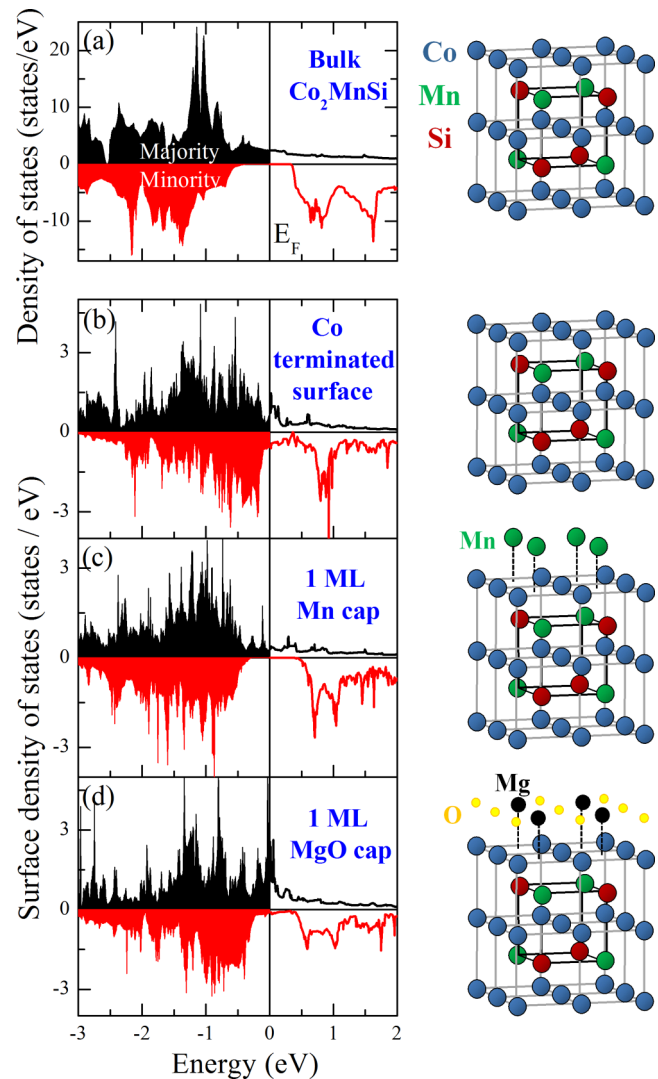 Density of states (states/eV)
20
10
0
-10
(a)
Bulk
Co₂MnSi
Majority
Minority
E_F
Co
Mn
Si
Surface density of states (states / eV)
3
0
-3
(b)
Co
terminated
surface
3
0
-3
(c)
1 ML
Mn cap
Mn
3
0
-3
(d)
1 ML
MgO cap
Mg
O
-3 -2 -1 0 1 2
Energy (eV)